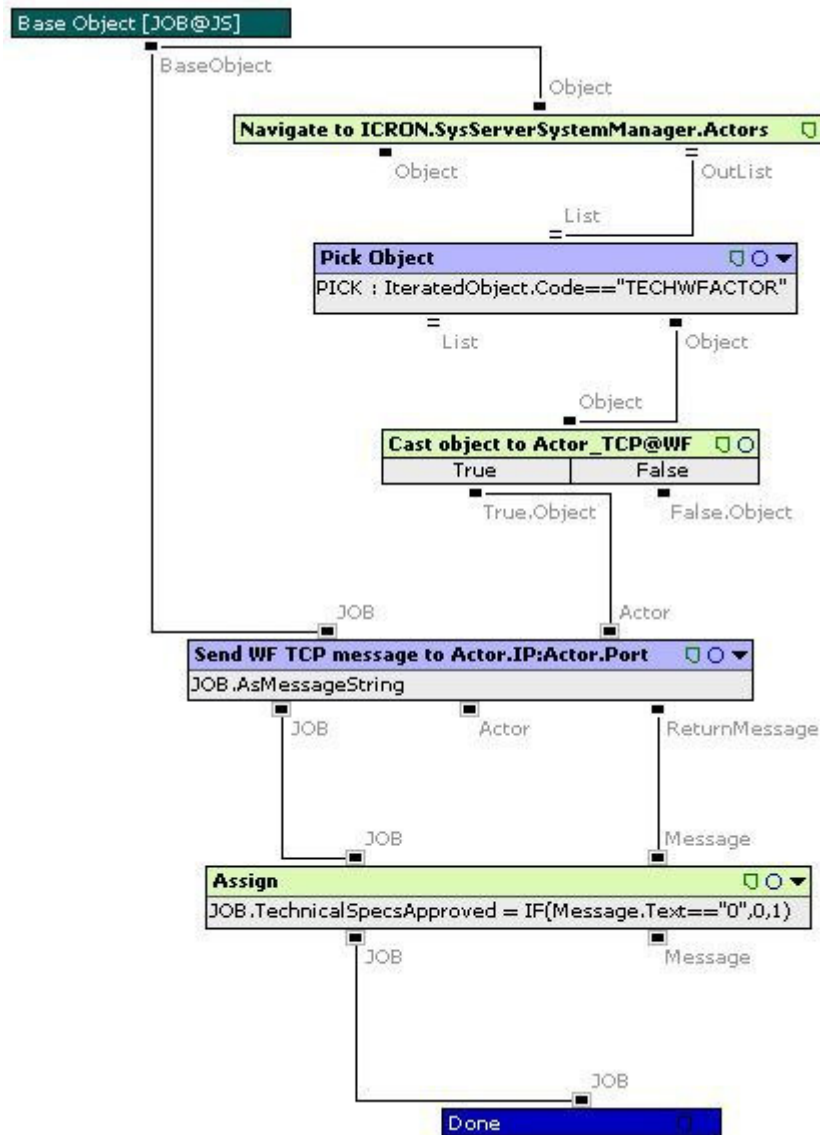 Base Object [JOB@JS]
BaseObject
Object
Navigate to ICRON.SysServerSystemManager.Actors
Object
OutList
List
Pick Object
PICK : IteratedObject.Code=="TECHWFACTOR"
List
Object
Object
Cast object to Actor_TCP@WF
True
False
True.Object
False.Object
JOB
Actor
Send WF TCP message to Actor.IP:Actor.Port
JOB.AsMessageString
JOB
Actor
ReturnMessage
JOB
Message
Assign
JOB.TechnicalSpecsApproved = IF(Message.Text=="0",0,1)
JOB
Message
JOB
Done